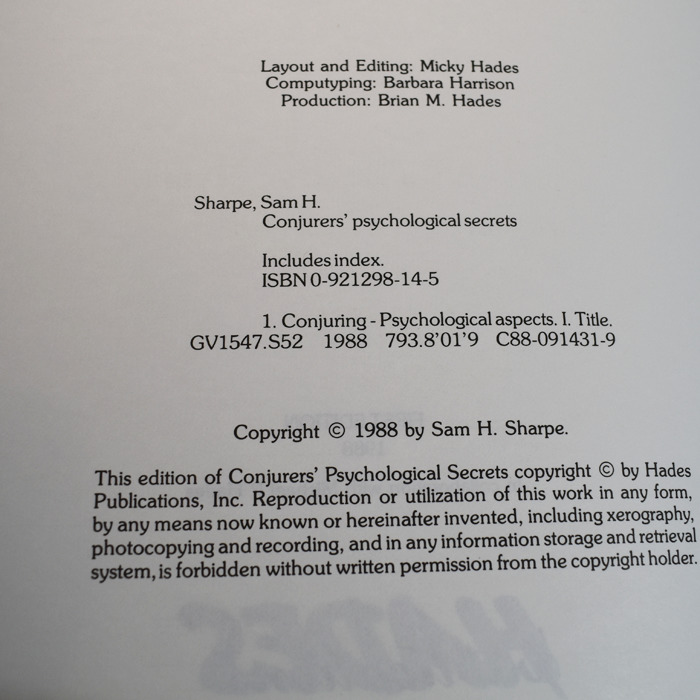 Layout and Editing: Micky Hades
Computyping: Barbara Harrison
Production: Brian M. Hades
Sharpe, Sam H.
Conjurers' psychological secrets
Includes index.
ISBN 0-921298-14-5
1. Conjuring - Psychological aspects. I. Title.
GV1547.S52 1988 793.8'01'9 C88-091431-9
Copyright © 1988 by Sam H. Sharpe.
This edition of Conjurers' Psychological Secrets copyright © by Hades
Publications, Inc. Reproduction or utilization of this work in any form,
by any means now known or hereinafter invented, including xerography,
photocopying and recording, and in any information storage and retrieval
system, is forbidden without written permission from the copyright holder.
HADES